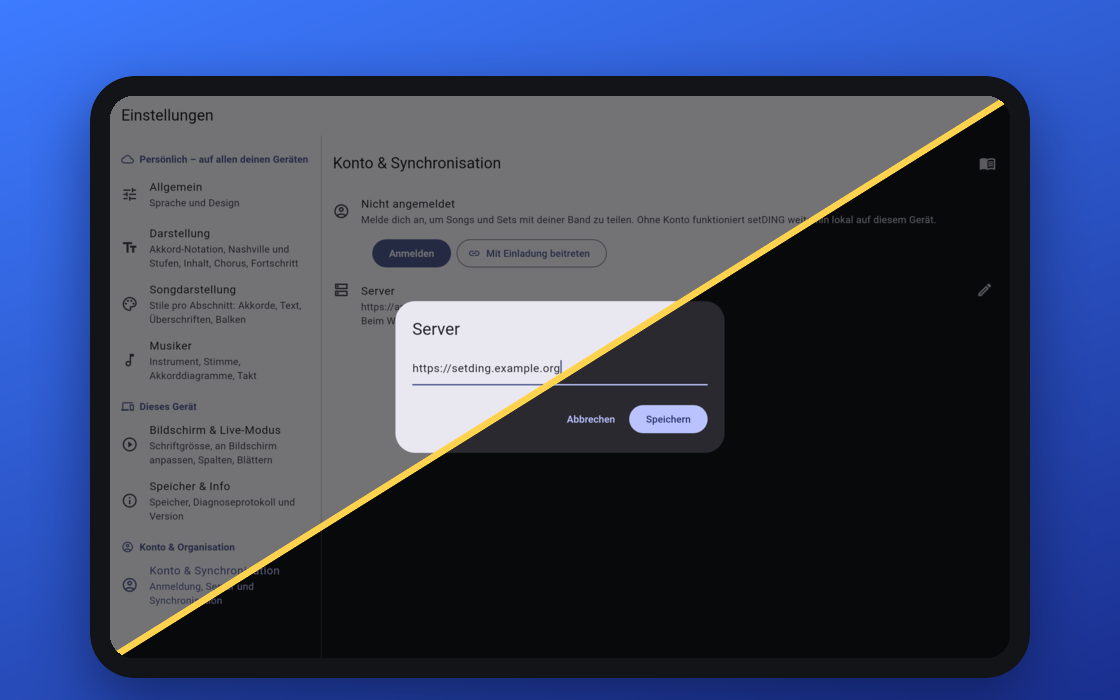 Einstellungen
Persönlich – auf allen deinen Geräten
Allgemein
Sprache und Design
Darstellung
Akkord-Notation, Nashville und
Stufen, Inhalt, Chorus, Fortschritt
Songdarstellung
Stile pro Abschnitt: Akkorde, Text,
Überschriften, Balken
Musiker
Instrument, Stimme,
Akkorddiagramme, Takt
Dieses Gerät
Bildschirm & Live-Modus
Schriftgrösse, an Bildschirm
anpassen, Spalten, Blättern
Speicher & Info
Speicher, Diagnoseprotokoll und
Version
Konto & Organisation
Konto & Synchronisation
Anmeldung, Server und
Synchronisation
Konto & Synchronisation
Nicht angemeldet
Melde dich an, um Songs und Sets mit deiner Band zu teilen. Ohne Konto funktioniert setDING weiterhin lokal auf diesem Gerät.
Anmelden
Mit Einladung beitreten
Server
https://a
Beim W
Server
https://setding.example.org
Abbrechen
Speichern